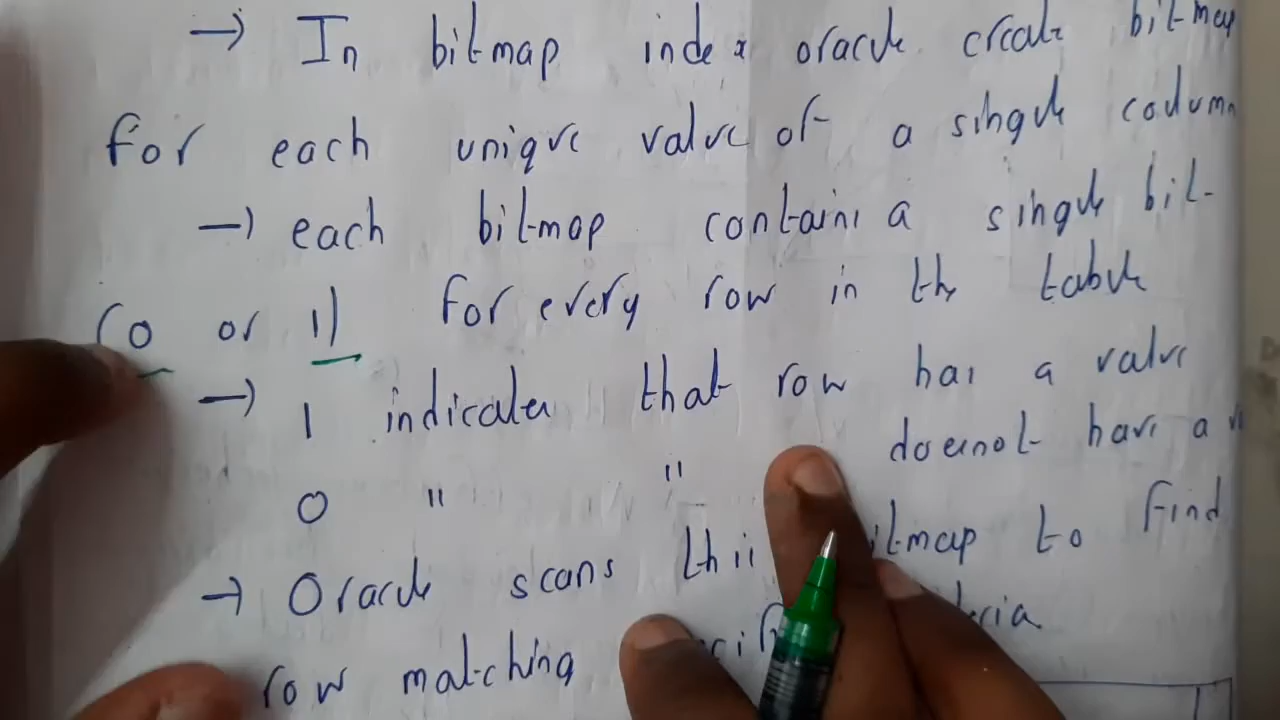 → In bitmap index oracle create bitmap
for each unique value of a single column
→ each bitmap contains a single bit
(0 or 1) for every row in the table
→ 1 indicates that row has a value
0 " " doesnot have a
→ Oracle scans this bitmap to find
row matching